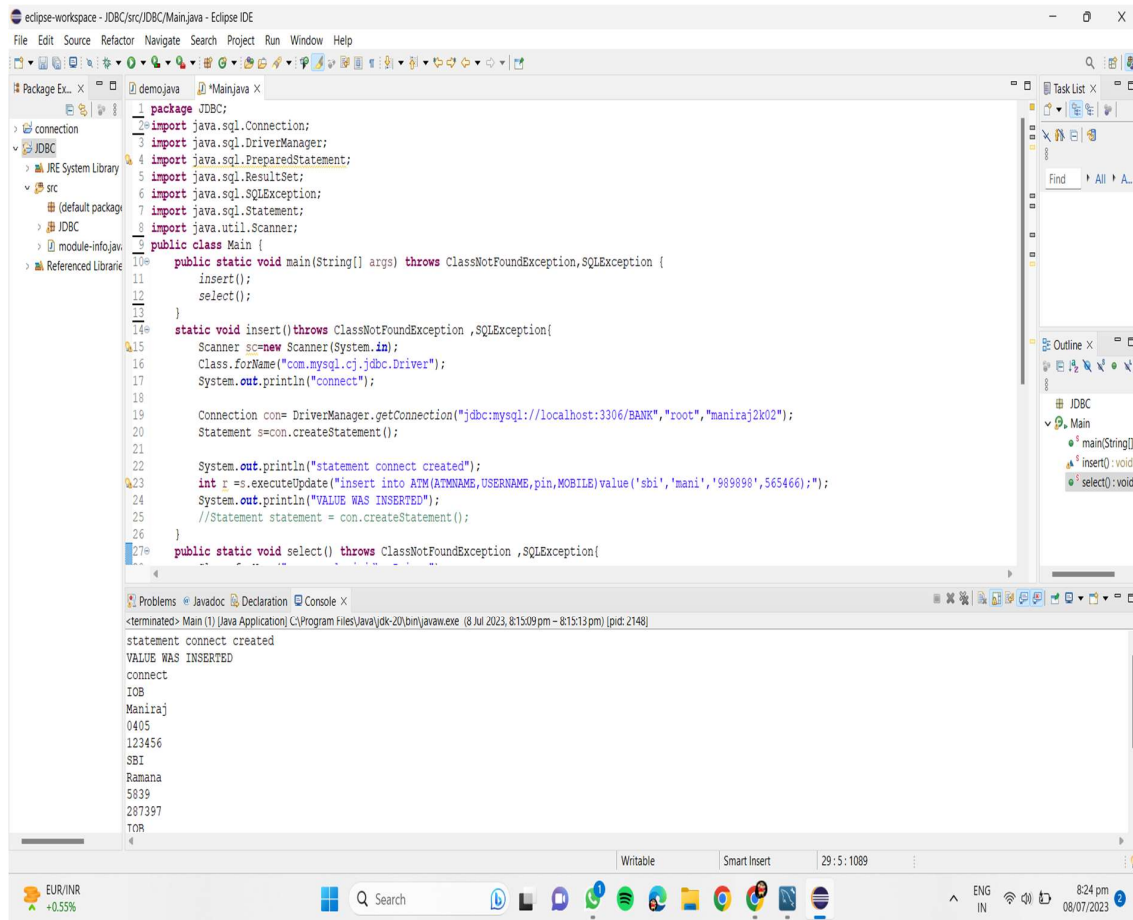 eclipse-workspace - JDBC/src/JDBC/Main.java - Eclipse IDE
File Edit Source Refactor Navigate Search Project Run Window Help
Package Ex...
demo.java
*Main.java
Task List
connection
JDBC
JRE System Library
src
(default package
JDBC
module-info.java
Referenced Librarie
1 package JDBC;
2 import java.sql.Connection;
3 import java.sql.DriverManager;
4 import java.sql.PreparedStatement;
5 import java.sql.ResultSet;
6 import java.sql.SQLException;
7 import java.sql.Statement;
8 import java.util.Scanner;
9 public class Main {
10 public static void main(String[] args) throws ClassNotFoundException,SQLException {
11 insert();
12 select();
13 }
14 static void insert()throws ClassNotFoundException ,SQLException{
15 Scanner sc=new Scanner(System.in);
16 Class.forName("com.mysql.cj.jdbc.Driver");
17 System.out.println("connect");
18
19 Connection con= DriverManager.getConnection("jdbc:mysql://localhost:3306/BANK","root","maniraj2k02");
20 Statement s=con.createStatement();
21
22 System.out.println("statement connect created");
23 int r =s.executeUpdate("insert into ATM(ATMNAME,USERNAME,pin,MOBILE)value('sbi','mani','989898',565466);");
24 System.out.println("VALUE WAS INSERTED");
25 //Statement statement = con.createStatement();
26 }
27 public static void select() throws ClassNotFoundException ,SQLException{
Find All A...
Outline
JDBC
Main
main(String[]
insert() : void
select() : void
Problems Javadoc Declaration Console
<terminated> Main (1) [Java Application] C:\Program Files\Java\jdk-20\bin\javaw.exe (8 Jul 2023, 8:15:09 pm – 8:15:13 pm) [pid: 2148]
statement connect created
VALUE WAS INSERTED
connect
IOB
Maniraj
0405
123456
SBI
Ramana
5839
287397
IOB
Writable Smart Insert 29 : 5 : 1089
EUR/INR
+0.55%
Search
1
ENG
IN
8:24 pm
08/07/2023
2